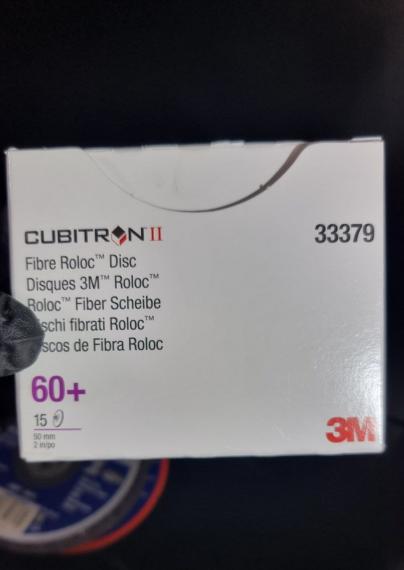 CUBITRON II
33379
Fibre Roloc™ Disc
Disques 3M™ Roloc™
Roloc™ Fiber Scheibe
fibrati Roloc™
de Fibra Roloc
60+
15
50 mm
2 in/po
3M